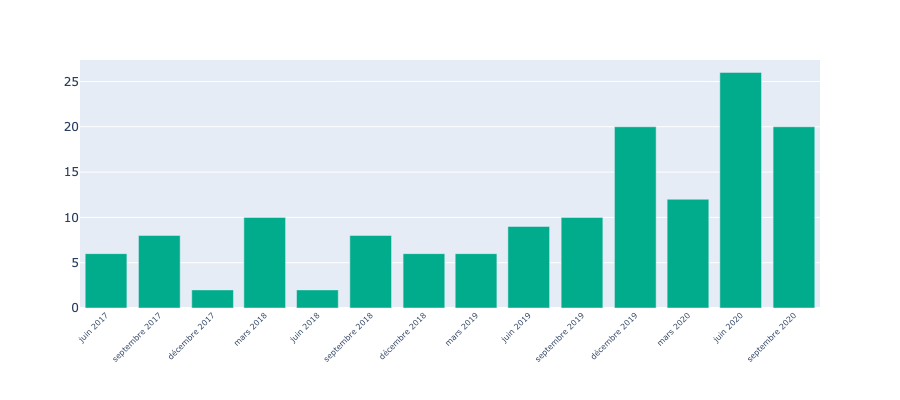 25
20
15
10
5
0
juin 2017
septembre 2017
décembre 2017
mars 2018
juin 2018
septembre 2018
décembre 2018
mars 2019
juin 2019
septembre 2019
décembre 2019
mars 2020
juin 2020
septembre 2020